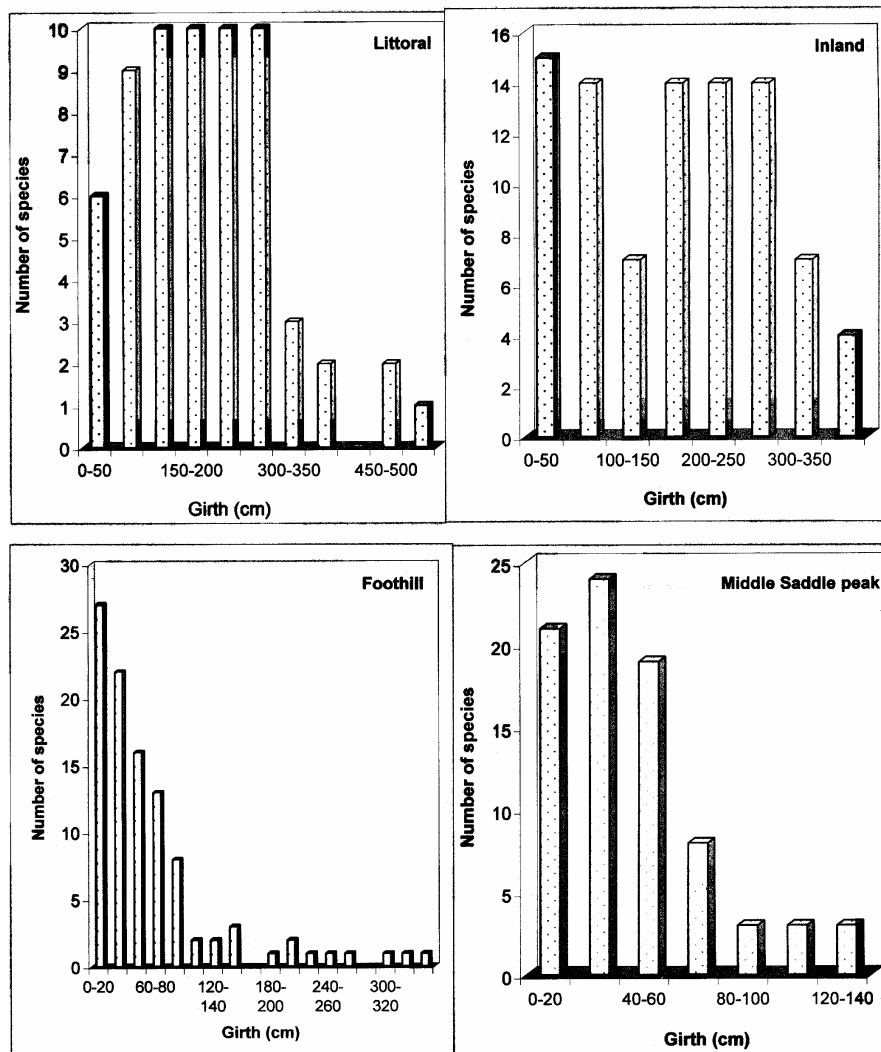 Littoral
Number of species
10
9
8
7
6
5
4
3
2
1
0
0-50 150-200 300-350 450-500
Girth (cm)
Inland
Number of species
16
14
12
10
8
6
4
2
0
0-50 100-150 200-250 300-350
Girth (cm)
Foothill
Number of species
30
25
20
15
10
5
0
0-20 60-80 120- 180- 240- 300-
140 200 260 320
Girth (cm)
Middle Saddle peak
Number of species
25
20
15
10
5
0
0-20 40-60 80-100 120-140
Girth (cm)